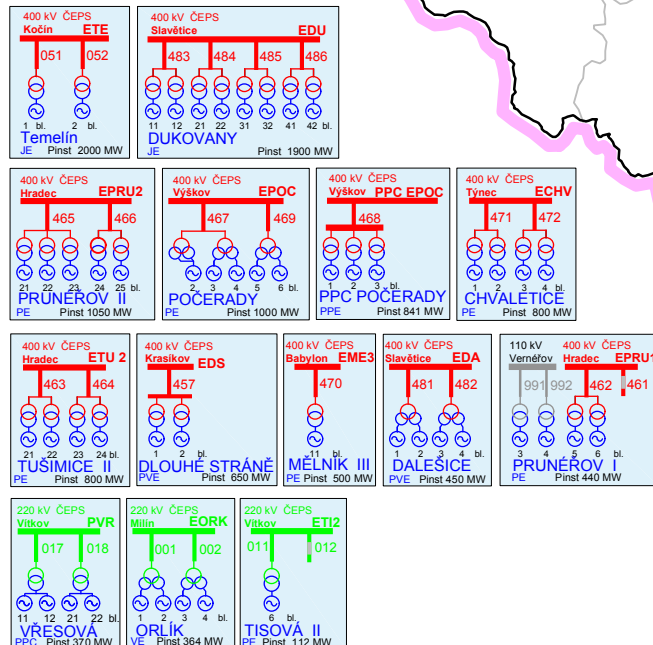 400 kV ČEPS
Kočín ETE
051 052
1 bl. 2 bl.
Temelín
JE Pinst 2000 MW
400 kV ČEPS
Slavětice EDU
483 484 485 486
11 12 21 22 31 32 41 42 bl.
DUKOVANY
JE Pinst 1900 MW
400 kV ČEPS
Hradec EPRU2
465 466
21 22 23 24 25 bl.
PRUNÉŘOV II
PE Pinst 1050 MW
400 kV ČEPS
Výškov EPOC
467 469
2 3 4 5 6 bl.
POČERADY
PE Pinst 1000 MW
400 kV ČEPS
Výškov PPC EPOC
468
1 2 3 bl.
PPC POČERADY
PPE Pinst 841 MW
400 kV ČEPS
Týnec ECHV
471 472
1 2 3 4 bl.
CHVALETICE
PE Pinst 800 MW
400 kV ČEPS
Hradec ETU 2
463 464
21 22 23 24 bl.
TUŠIMICE II
PE Pinst 800 MW
400 kV ČEPS
Krasíkov EDS
457
1 2 bl.
DLOUHÉ STRÁNĚ
PVE Pinst 650 MW
400 kV ČEPS
Babylon EME3
470
11 bl.
MĚLNÍK III
PE Pinst 500 MW
400 kV ČEPS
Slavětice EDA
481 482
1 2 3 4 bl.
DALEŠICE
PVE Pinst 450 MW
110 kV 400 kV ČEPS
Vernéřov Hradec EPRU1
991 992 462 461
3 4 5 6 bl.
PRUNÉŘOV I
PE Pinst 440 MW
220 kV ČEPS
Vítkov PVR
017 018
11 12 21 22 bl.
VŘESOVÁ
PPC Pinst 370 MW
220 kV ČEPS
Milín EORK
001 002
1 2 3 4 bl.
ORLÍK
VE Pinst 364 MW
220 kV ČEPS
Vítkov ETI2
011 012
6 bl.
TISOVÁ II
PE Pinst 112 MW